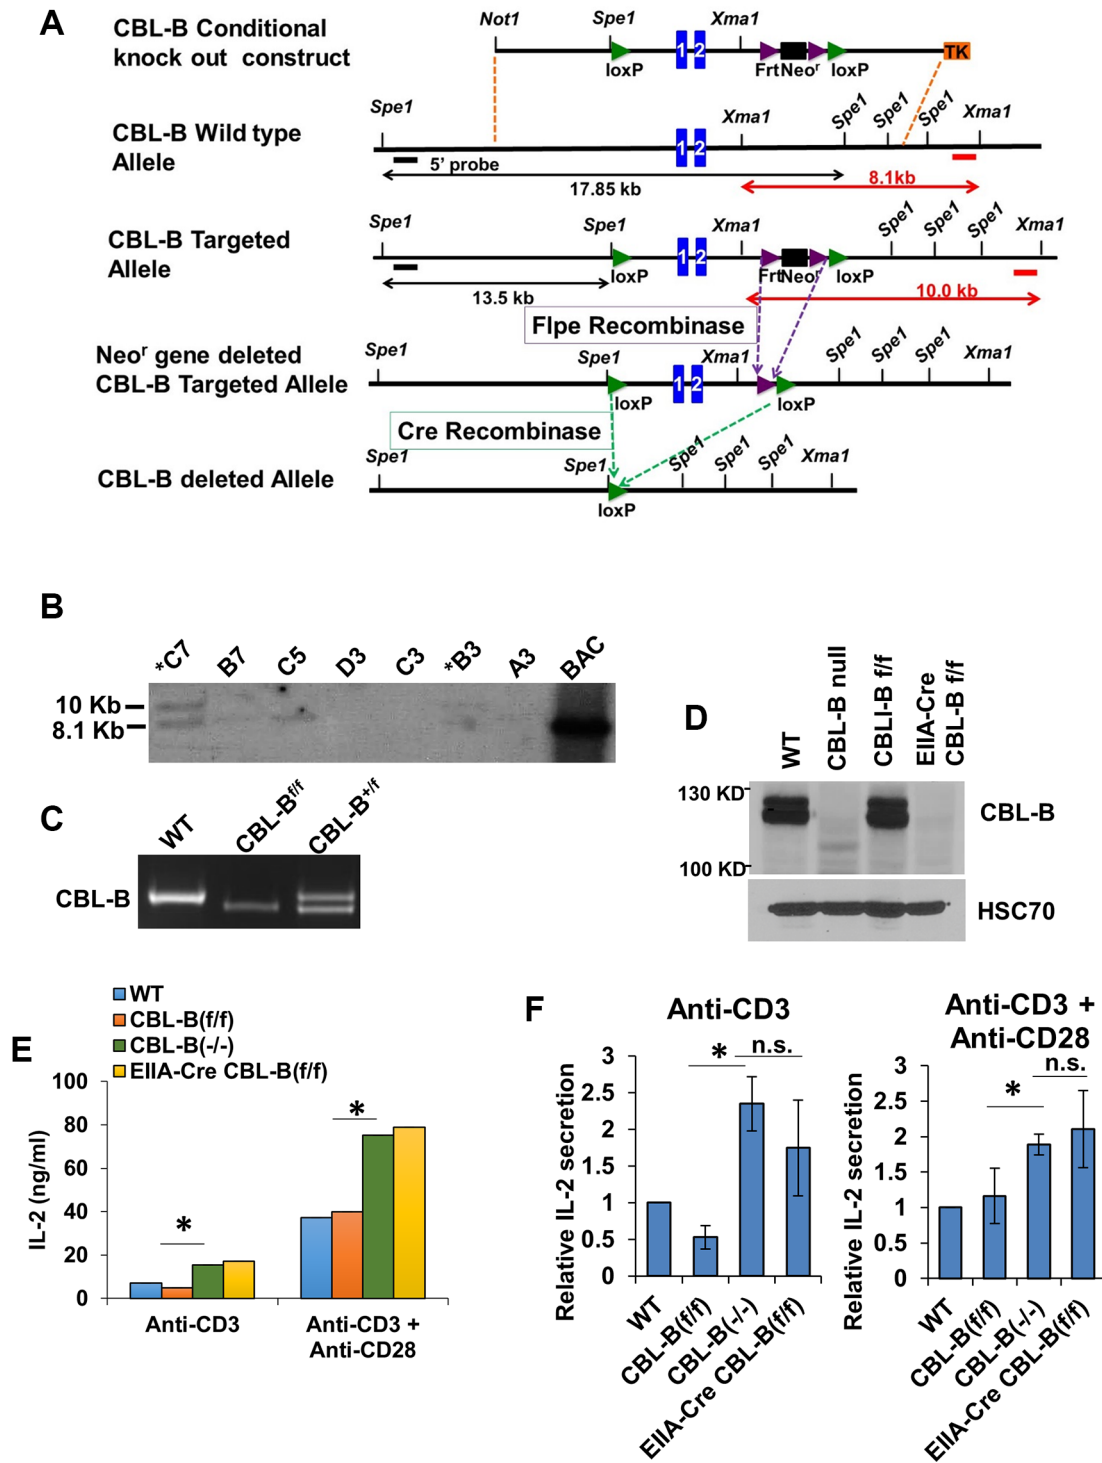 A
CBL-B Conditional
knock out construct
Not1
Spe1
Xma1
1 2
TK
loxP
FrtNeoʳ
loxP
CBL-B Wild type
Allele
Spe1
Xma1
Spe1
Spe1
Spe1
Xma1
1 2
5’ probe
17.85 kb
8.1kb
CBL-B Targeted
Allele
Spe1
Spe1
Xma1
Spe1
Spe1
Spe1
Xma1
1 2
loxP
FrtNeoʳ
loxP
13.5 kb
10.0 kb
Flpe Recombinase
Neoʳ gene deleted
CBL-B Targeted Allele
Spe1
Spe1
Xma1
Spe1
Spe1
Spe1
Xma1
1 2
loxP
loxP
Cre Recombinase
CBL-B deleted Allele
Spe1
Spe1
Spe1
Spe1
Spe1
Xma1
loxP
B
*C7
B7
C5
D3
C3
*B3
A3
BAC
10 Kb
8.1 Kb
C
WT
CBL-Bᶠ/ᶠ
CBL-B⁺/ᶠ
CBL-B
D
WT
CBL-B null
CBLl-B f/f
EIIA-Cre
CBL-B f/f
130 KD
100 KD
CBL-B
HSC70
E
WT
CBL-B(f/f)
CBL-B(-/-)
EIIA-Cre CBL-B(f/f)
IL-2 (ng/ml)
100
80
60
40
20
0
*
*
Anti-CD3
Anti-CD3 +
Anti-CD28
F
Anti-CD3
Relative IL-2 secretion
3
2.5
2
1.5
1
0.5
0
*
n.s.
WT
CBL-B(f/f)
CBL-B(-/-)
EIIA-Cre CBL-B(f/f)
Anti-CD3 +
Anti-CD28
Relative IL-2 secretion
3
2.5
2
1.5
1
0.5
0
*
n.s.
WT
CBL-B(f/f)
CBL-B(-/-)
EIIA-Cre CBL-B(f/f)